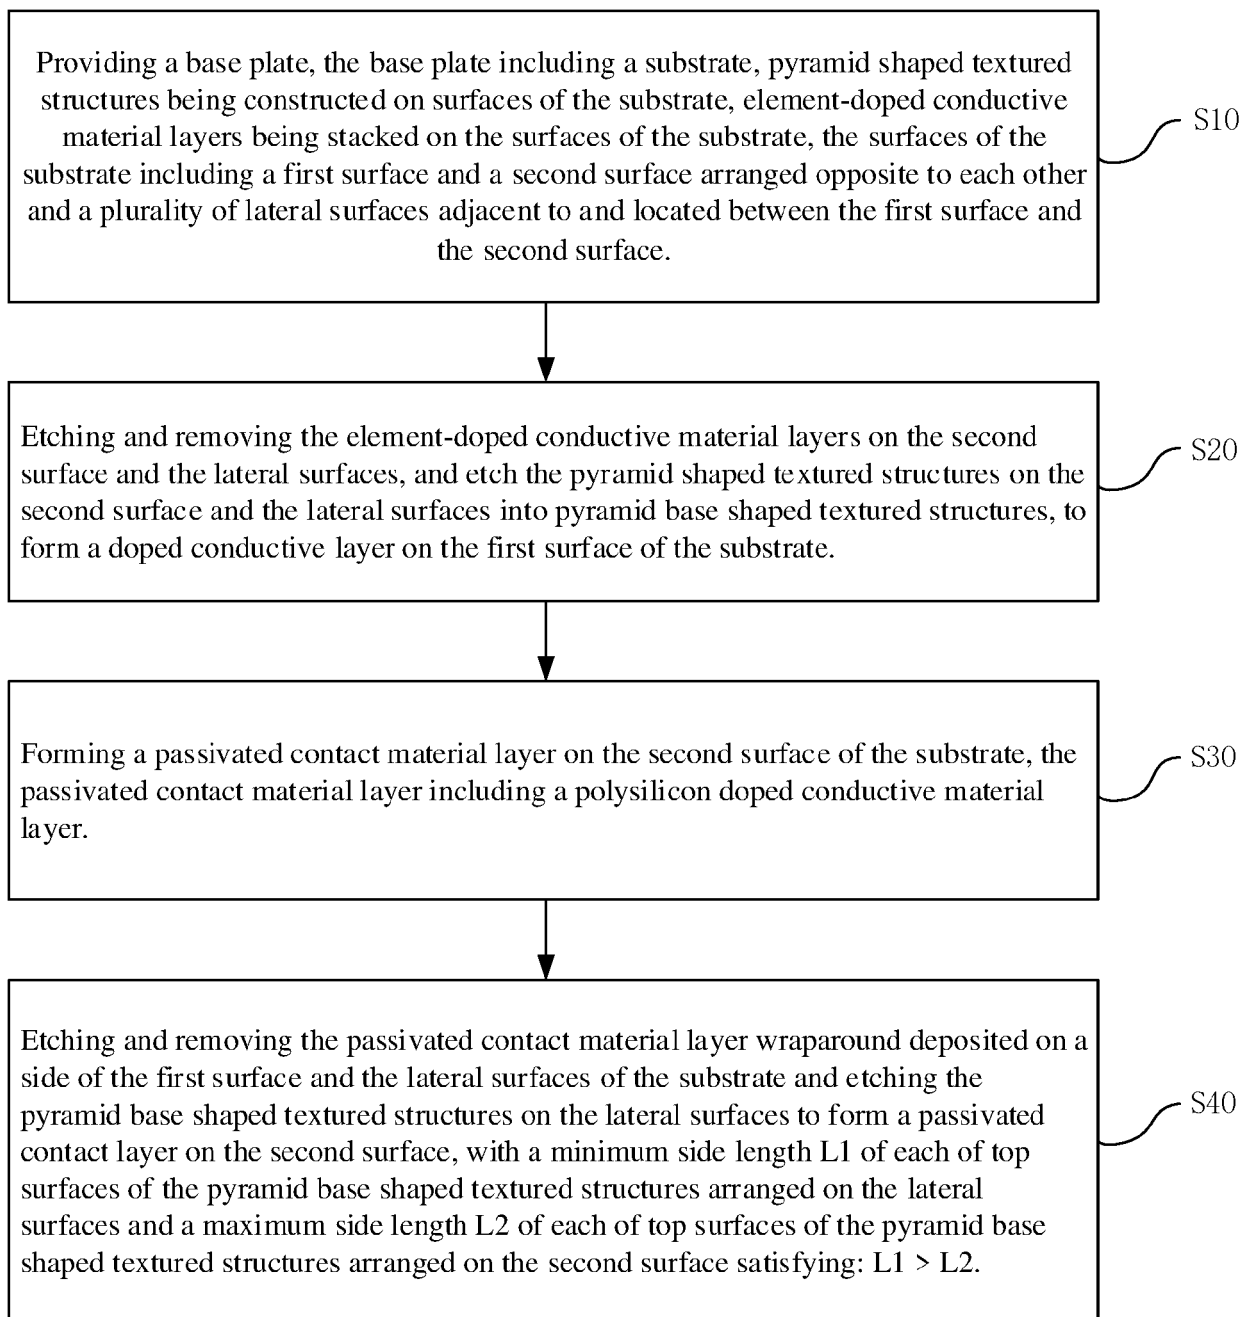 Providing a base plate, the base plate including a substrate, pyramid shaped textured
structures being constructed on surfaces of the substrate, element-doped conductive
material layers being stacked on the surfaces of the substrate, the surfaces of the
substrate including a first surface and a second surface arranged opposite to each other
and a plurality of lateral surfaces adjacent to and located between the first surface and
the second surface.
S10
Etching and removing the element-doped conductive material layers on the second
surface and the lateral surfaces, and etch the pyramid shaped textured structures on the
second surface and the lateral surfaces into pyramid base shaped textured structures, to
form a doped conductive layer on the first surface of the substrate.
S20
Forming a passivated contact material layer on the second surface of the substrate, the
passivated contact material layer including a polysilicon doped conductive material
layer.
S30
Etching and removing the passivated contact material layer wraparound deposited on a
side of the first surface and the lateral surfaces of the substrate and etching the
pyramid base shaped textured structures on the lateral surfaces to form a passivated
contact layer on the second surface, with a minimum side length L1 of each of top
surfaces of the pyramid base shaped textured structures arranged on the lateral
surfaces and a maximum side length L2 of each of top surfaces of the pyramid base
shaped textured structures arranged on the second surface satisfying: L1 > L2.
S40